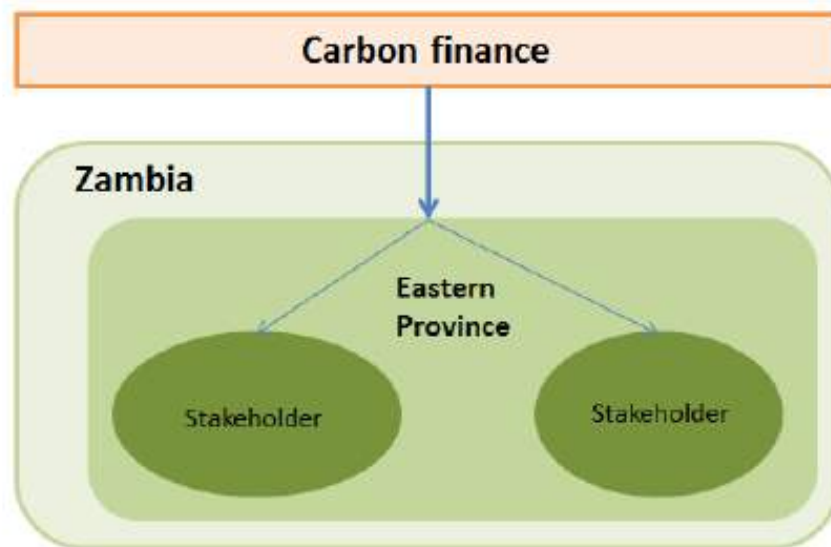 Carbon finance
Zambia
Eastern
Province
Stakeholder
Stakeholder